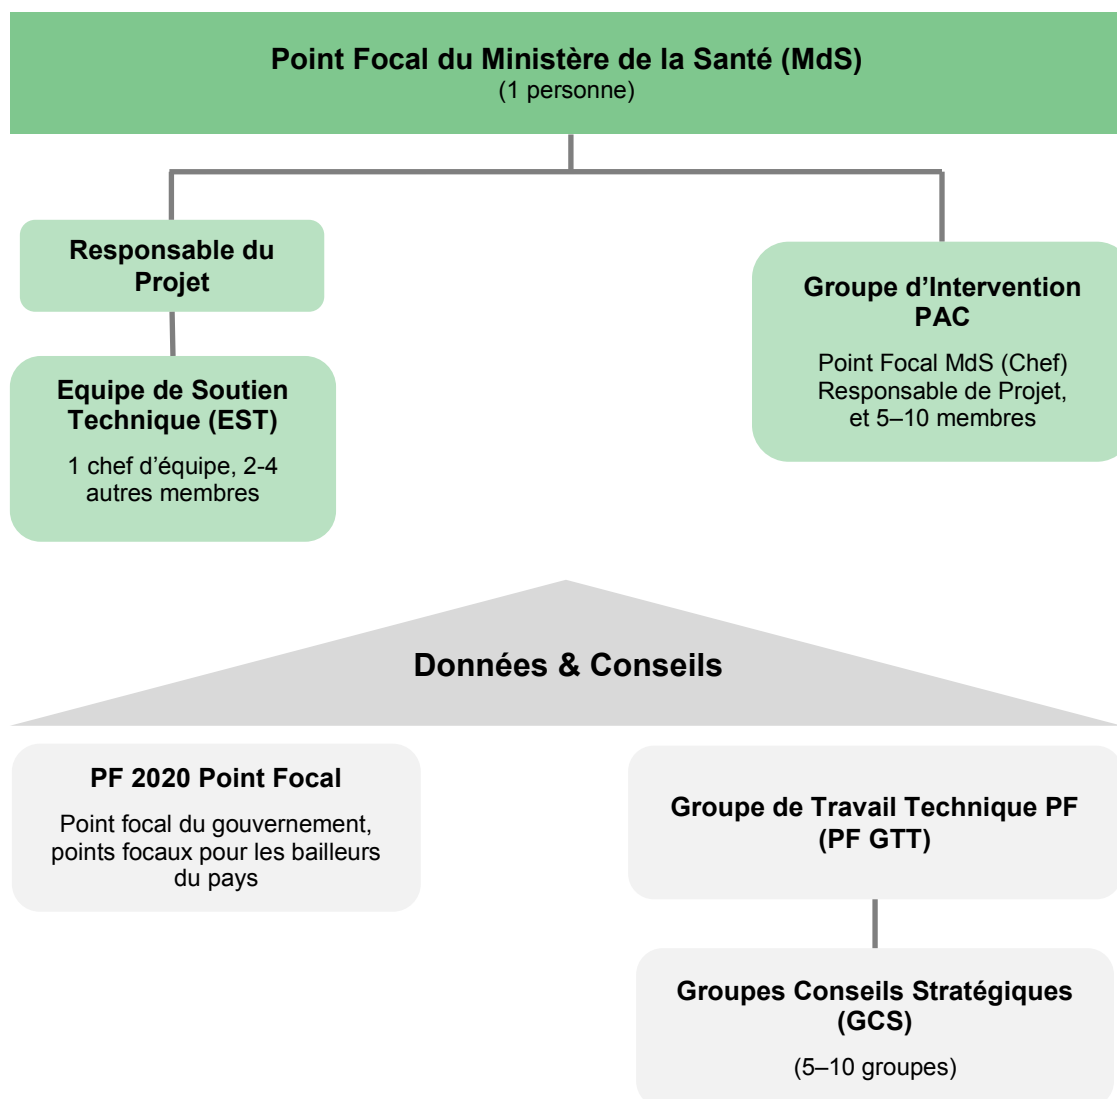 Point Focal du Ministère de la Santé (MdS)
(1 personne)
Responsable du
Projet
Equipe de Soutien
Technique (EST)
1 chef d’équipe, 2-4
autres membres
Groupe d’Intervention
PAC
Point Focal MdS (Chef)
Responsable de Projet,
et 5–10 membres
Données & Conseils
PF 2020 Point Focal
Point focal du gouvernement,
points focaux pour les bailleurs
du pays
Groupe de Travail Technique PF
(PF GTT)
Groupes Conseils Stratégiques
(GCS)
(5–10 groupes)